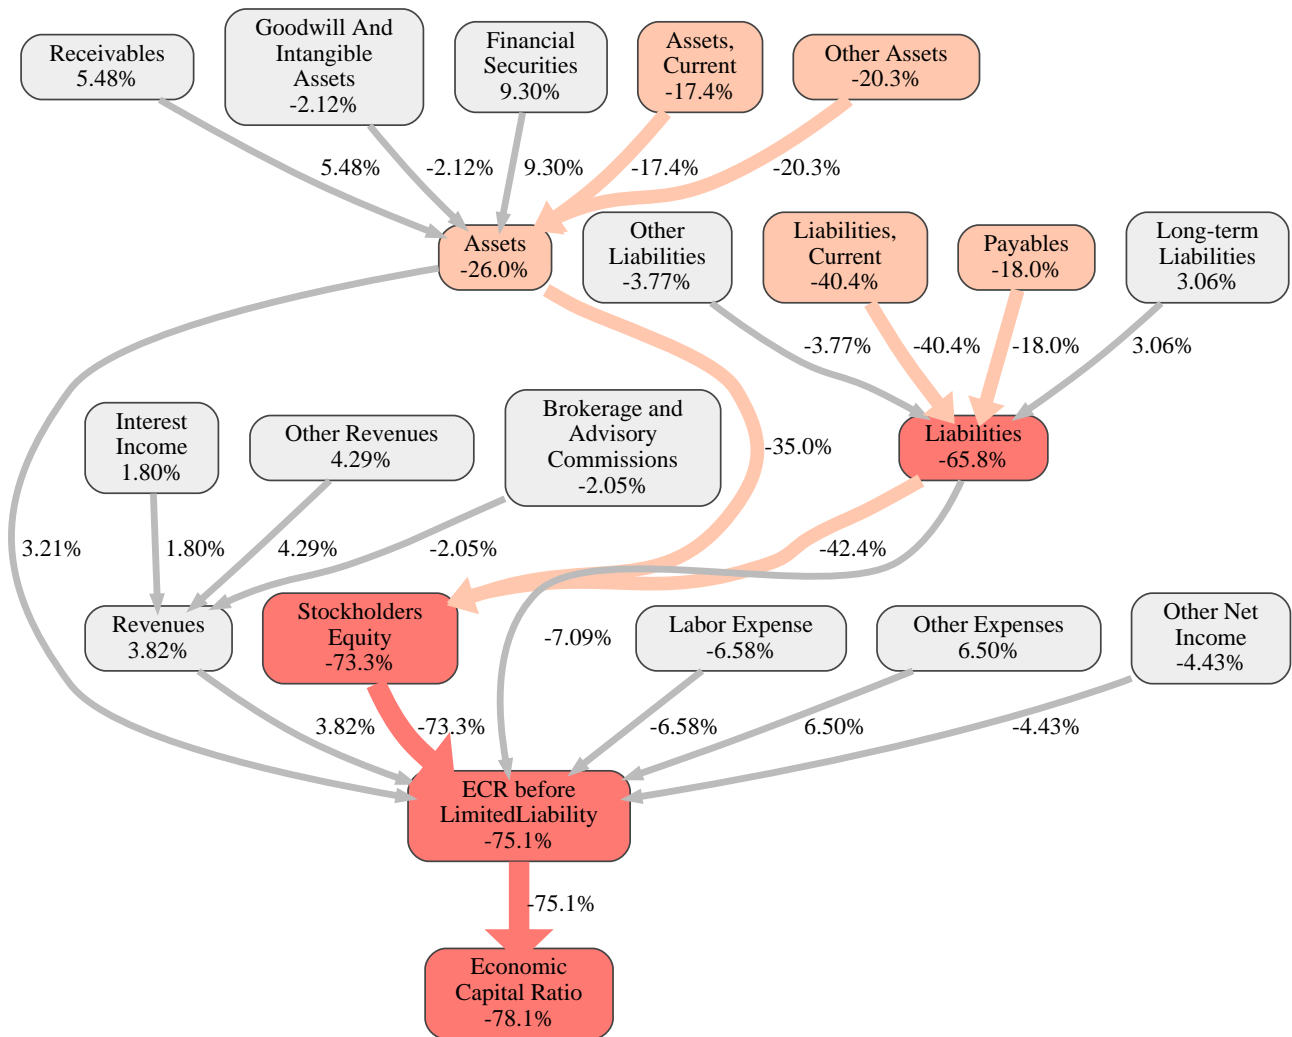 Receivables
5.48%
Goodwill And
Intangible
Assets
-2.12%
Financial
Securities
9.30%
Assets,
Current
-17.4%
Other Assets
-20.3%
5.48%
-2.12%
9.30%
-17.4%
-20.3%
Assets
-26.0%
Other
Liabilities
-3.77%
Liabilities,
Current
-40.4%
Payables
-18.0%
Long-term
Liabilities
3.06%
-3.77%
-40.4%
-18.0%
3.06%
Interest
Income
1.80%
Other Revenues
4.29%
Brokerage and
Advisory
Commissions
-2.05%
-35.0%
Liabilities
-65.8%
3.21%
1.80%
4.29%
-2.05%
-42.4%
Revenues
3.82%
Stockholders
Equity
-73.3%
-7.09%
Labor Expense
-6.58%
Other Expenses
6.50%
Other Net
Income
-4.43%
3.82%
-73.3%
-6.58%
6.50%
-4.43%
ECR before
LimitedLiability
-75.1%
-75.1%
Economic
Capital Ratio
-78.1%